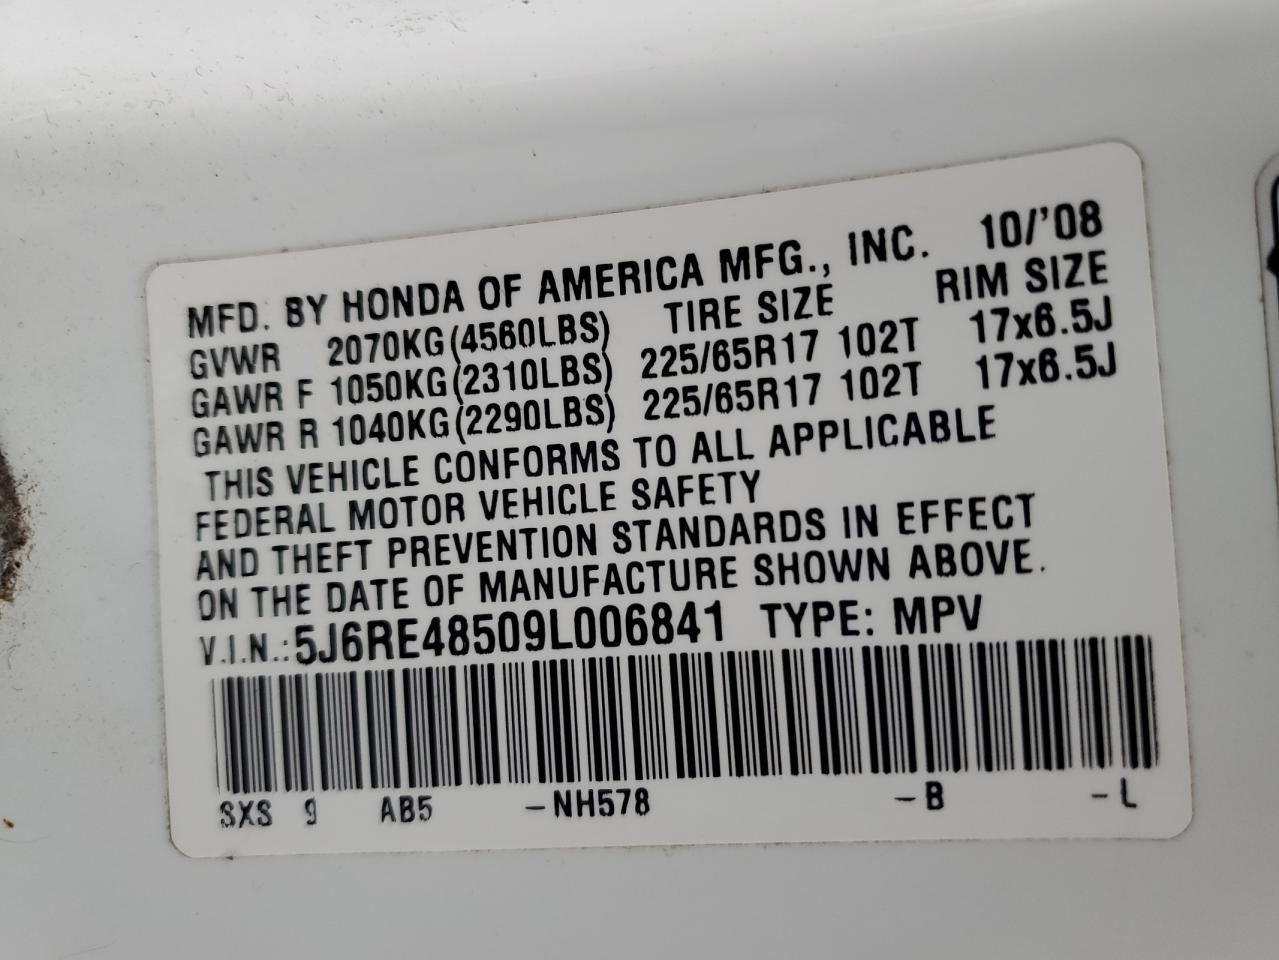 MFD. BY HONDA OF AMERICA MFG., INC. 10/'08
GVWR 2070KG(4560LBS) TIRE SIZE RIM SIZE
GAWR F 1050KG(2310LBS) 225/65R17 102T 17x6.5J
GAWR R 1040KG(2290LBS) 225/65R17 102T 17x6.5J
THIS VEHICLE CONFORMS TO ALL APPLICABLE
FEDERAL MOTOR VEHICLE SAFETY
AND THEFT PREVENTION STANDARDS IN EFFECT
ON THE DATE OF MANUFACTURE SHOWN ABOVE.
V.I.N.:5J6RE48509L006841 TYPE: MPV
SXS 9 AB5 -NH578 -B -L